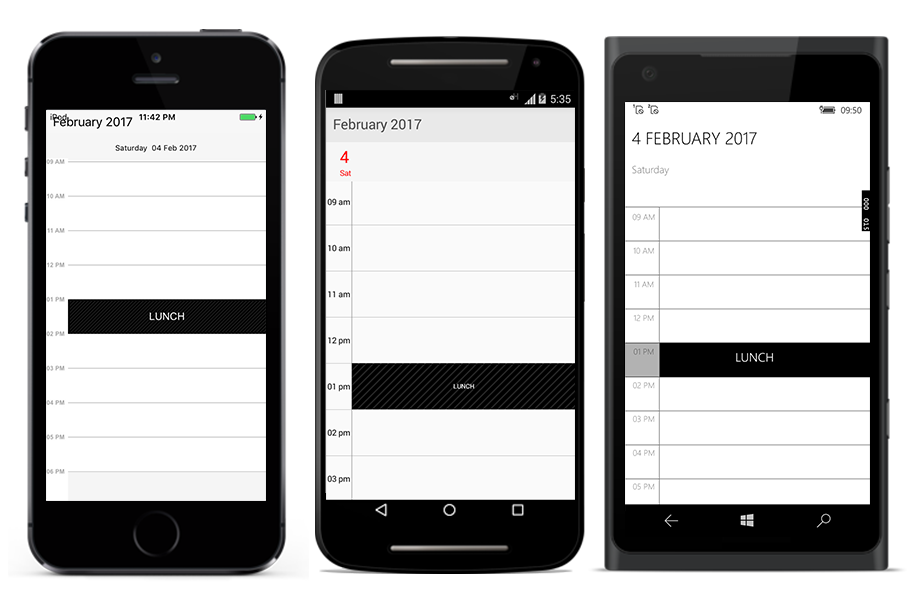 iPod 11:42 PM
February 2017
Saturday 04 Feb 2017
09 AM
10 AM
11 AM
12 PM
01 PM
LUNCH
02 PM
03 PM
04 PM
05 PM
06 PM
5:35
February 2017
4
Sat
09 am
10 am
11 am
12 pm
01 pm
LUNCH
02 pm
03 pm
09:50
4 FEBRUARY 2017
Saturday
000 015
09 AM
10 AM
11 AM
12 PM
01 PM
LUNCH
02 PM
03 PM
04 PM
05 PM